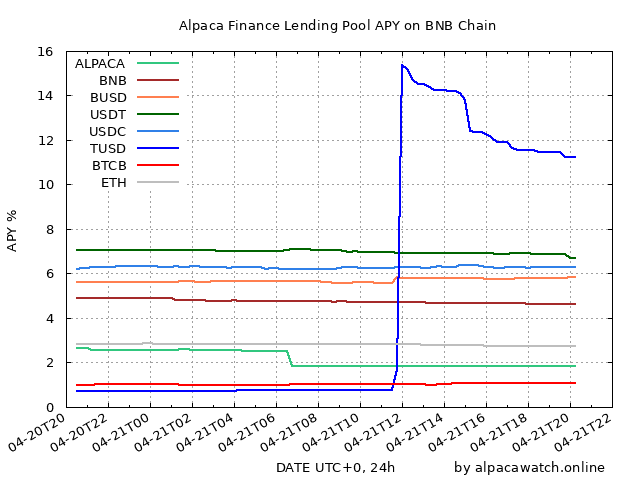 Alpaca Finance Lending Pool APY on BNB Chain
APY %
16
14
12
10
8
6
4
2
0
ALPACA
BNB
BUSD
USDT
USDC
TUSD
BTCB
ETH
04-20T20
04-20T22
04-21T00
04-21T02
04-21T04
04-21T06
04-21T08
04-21T10
04-21T12
04-21T14
04-21T16
04-21T18
04-21T20
04-21T22
DATE UTC+0, 24h
by alpacawatch.online